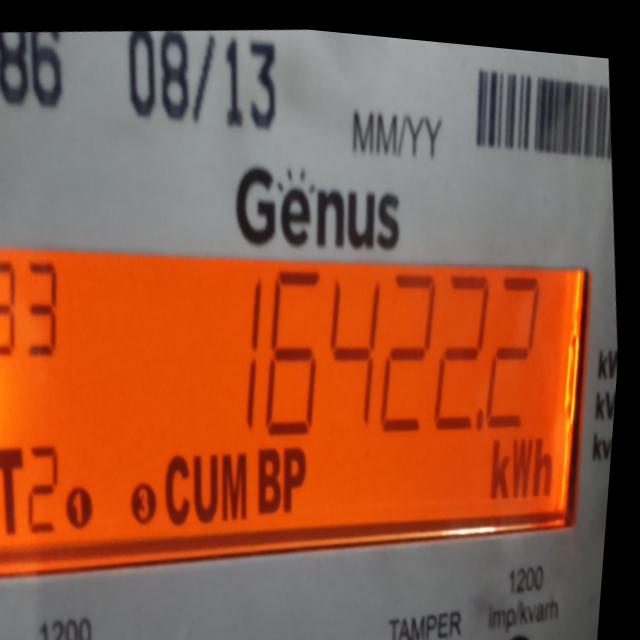 86 08/13
MM/YY
Genus
33
16422.2
T2 1 3 CUM BP kWh
1200
1200
TAMPER imp/kvarh